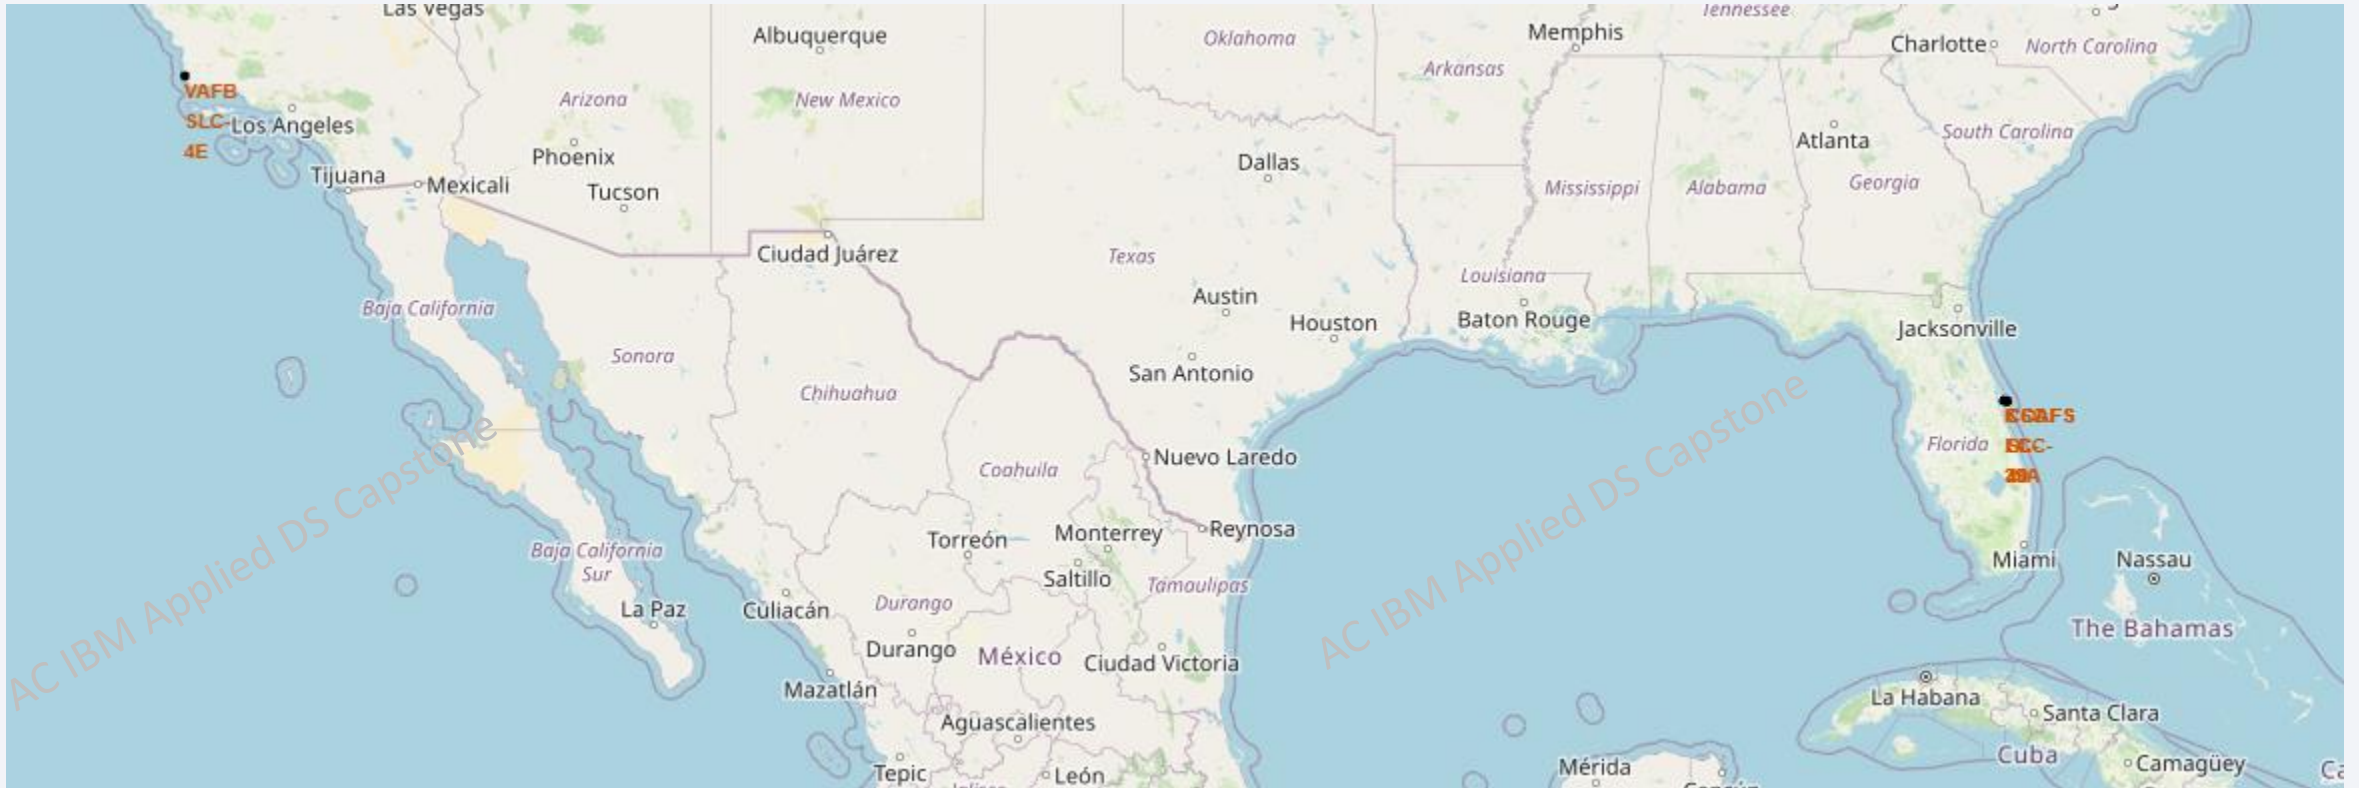 Las Vegas
Albuquerque
Oklahoma
Memphis
Tennessee
Charlotte
North Carolina
Arkansas
VAFB
SLC-
4E
Los Angeles
Arizona
New Mexico
Phoenix
Dallas
Atlanta
South Carolina
Tijuana
Mexicali
Tucson
Mississippi
Alabama
Georgia
Ciudad Juárez
Texas
Louisiana
Baja California
Austin
Houston
Baton Rouge
Jacksonville
Sonora
San Antonio
Chihuahua
Florida
Coahuila
Nuevo Laredo
AC IBM Applied DS Capstone
AC IBM Applied DS Capstone
Baja California
Sur
Torreón
Monterrey
Reynosa
Saltillo
Tamaulipas
Miami
Nassau
La Paz
Culiacán
Durango
Durango
México
Ciudad Victoria
The Bahamas
Mazatlán
La Habana
Santa Clara
Aguascalientes
Cuba
Tepic
León
Mérida
Camagüey